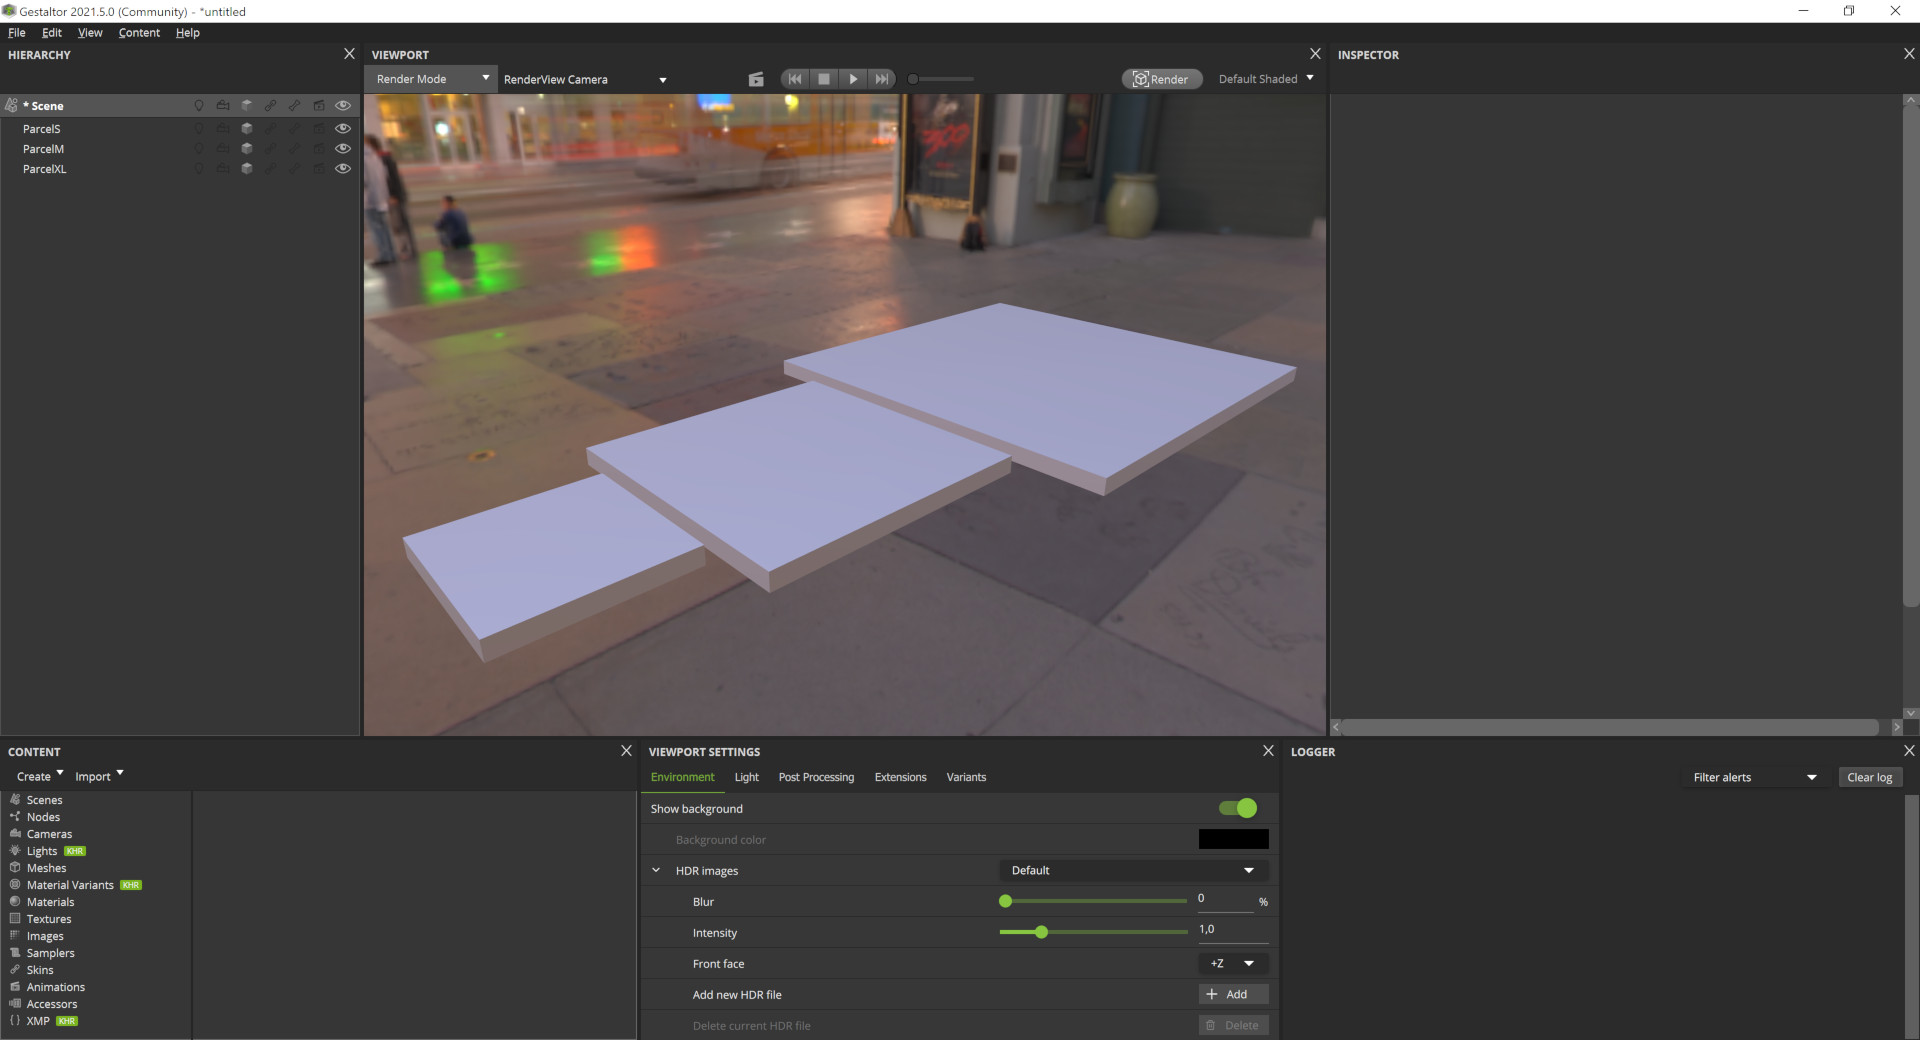 Gestaltor 2021.5.0 (Community) - *untitled
File Edit View Content Help
HIERARCHY
* Scene
ParcelS
ParcelM
ParcelXL
VIEWPORT
Render Mode RenderView Camera Render Default Shaded
300
INSPECTOR
CONTENT
Create Import
Scenes
Nodes
Cameras
Lights KHR
Meshes
Material Variants KHR
Materials
Textures
Images
Samplers
Skins
Animations
Accessors
{ } XMP KHR
VIEWPORT SETTINGS
Environment Light Post Processing Extensions Variants
Show background
Background color
HDR images Default
Blur 0 %
Intensity 1,0
Front face +Z
Add new HDR file + Add
Delete current HDR file Delete
LOGGER
Filter alerts Clear log